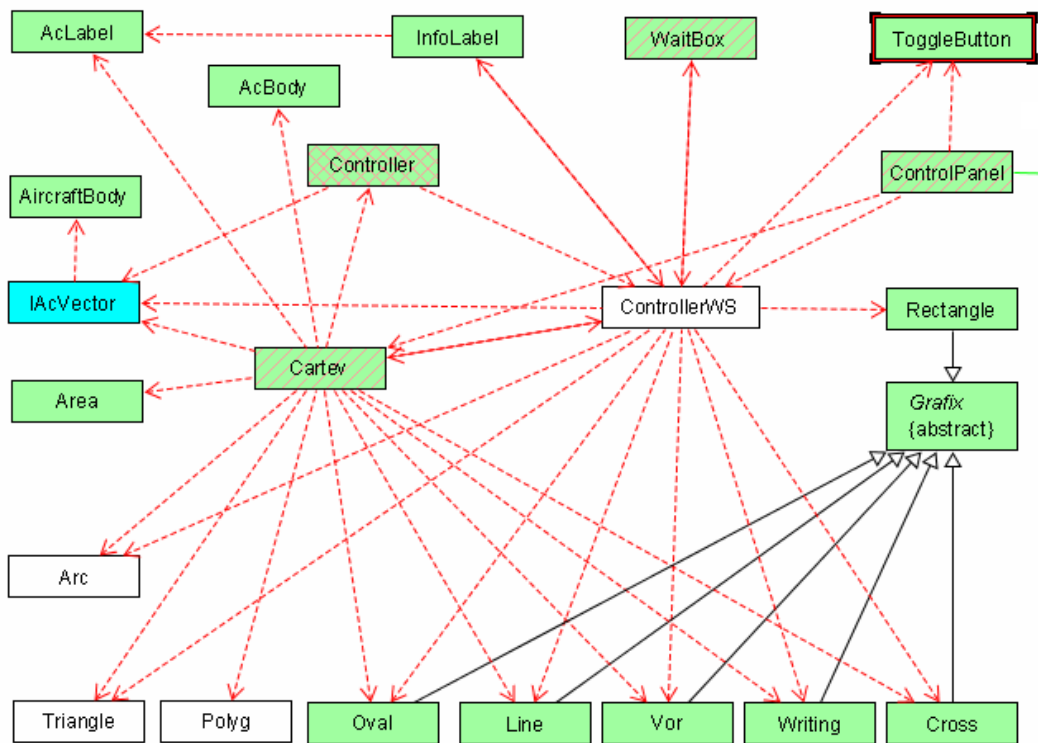 AcLabel
InfoLabel
WaitBox
ToggleButton
AcBody
Controller
ControlPanel
AircraftBody
IAcVector
ControllerWS
Rectangle
Cartev
Area
Grafix
{abstract}
Arc
Triangle
Polyg
Oval
Line
Vor
Writing
Cross